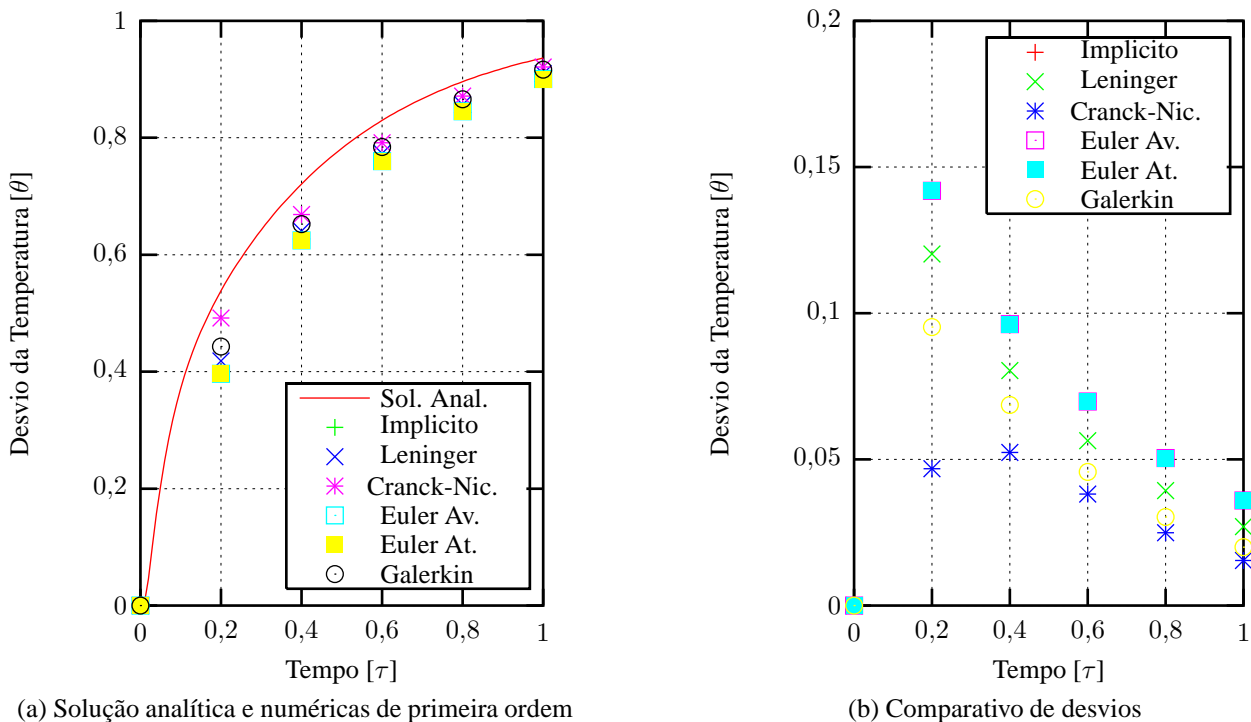 1
0,8
0,6
0,4
0,2
0
Desvio da Temperatura [θ]
Sol. Anal.
Implicito
Leninger
Cranck-Nic.
Euler Av.
Euler At.
Galerkin
0 0,2 0,4 0,6 0,8 1
Tempo [τ]
(a) Solução analítica e numéricas de primeira ordem
0,2
0,15
0,1
0,05
0
Desvio da Temperatura [θ]
Implicito
Leninger
Cranck-Nic.
Euler Av.
Euler At.
Galerkin
0 0,2 0,4 0,6 0,8 1
Tempo [τ]
(b) Comparativo de desvios